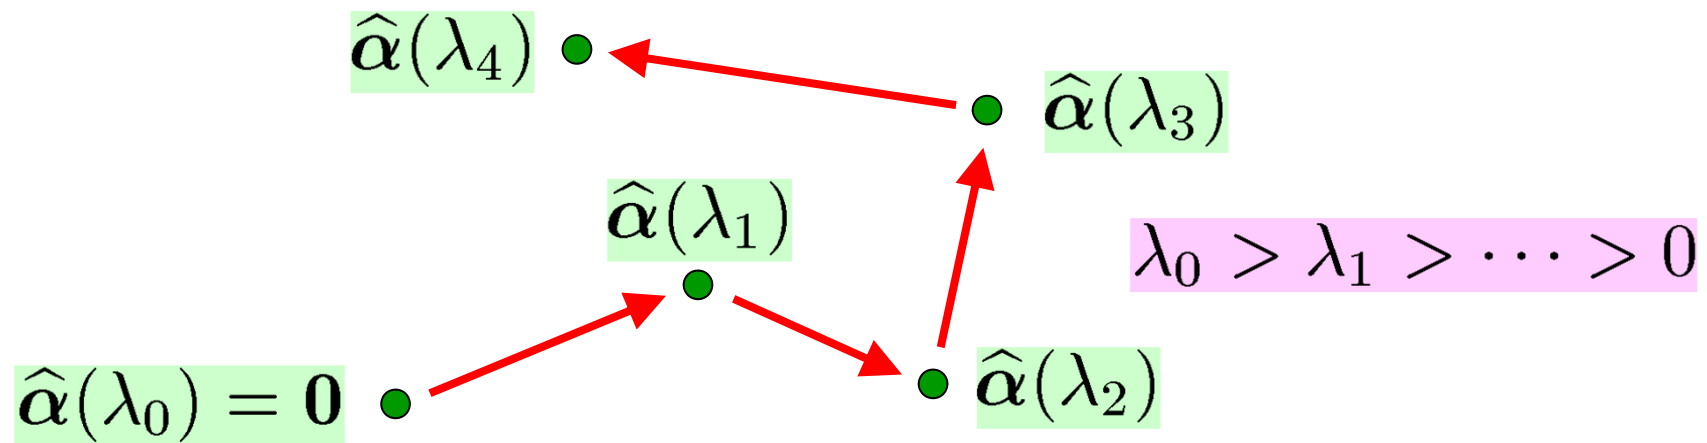 α̂(λ₄)
α̂(λ₃)
α̂(λ₁)
λ₀ > λ₁ > ⋯ > 0
α̂(λ₀) = 0
α̂(λ₂)